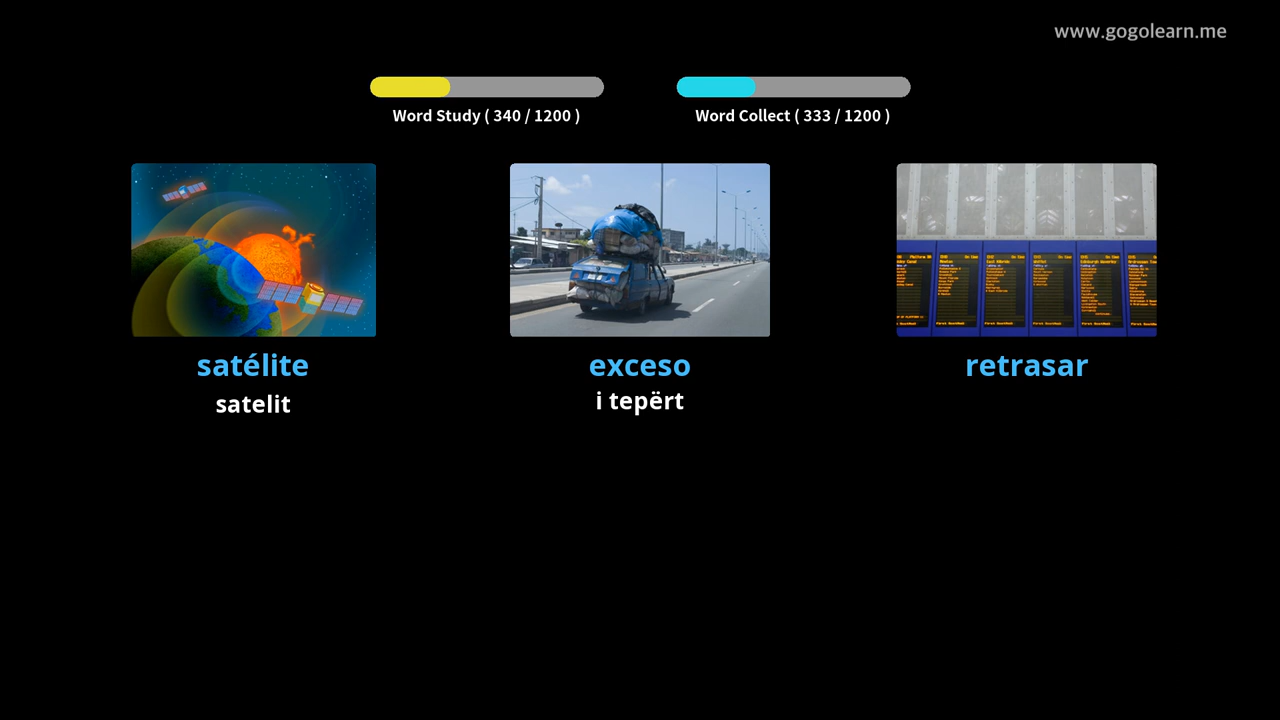 www.gogolearn.me
Word Study ( 340 / 1200 )
Word Collect ( 333 / 1200 )
satélite
exceso
retrasar
satelit
i tepërt